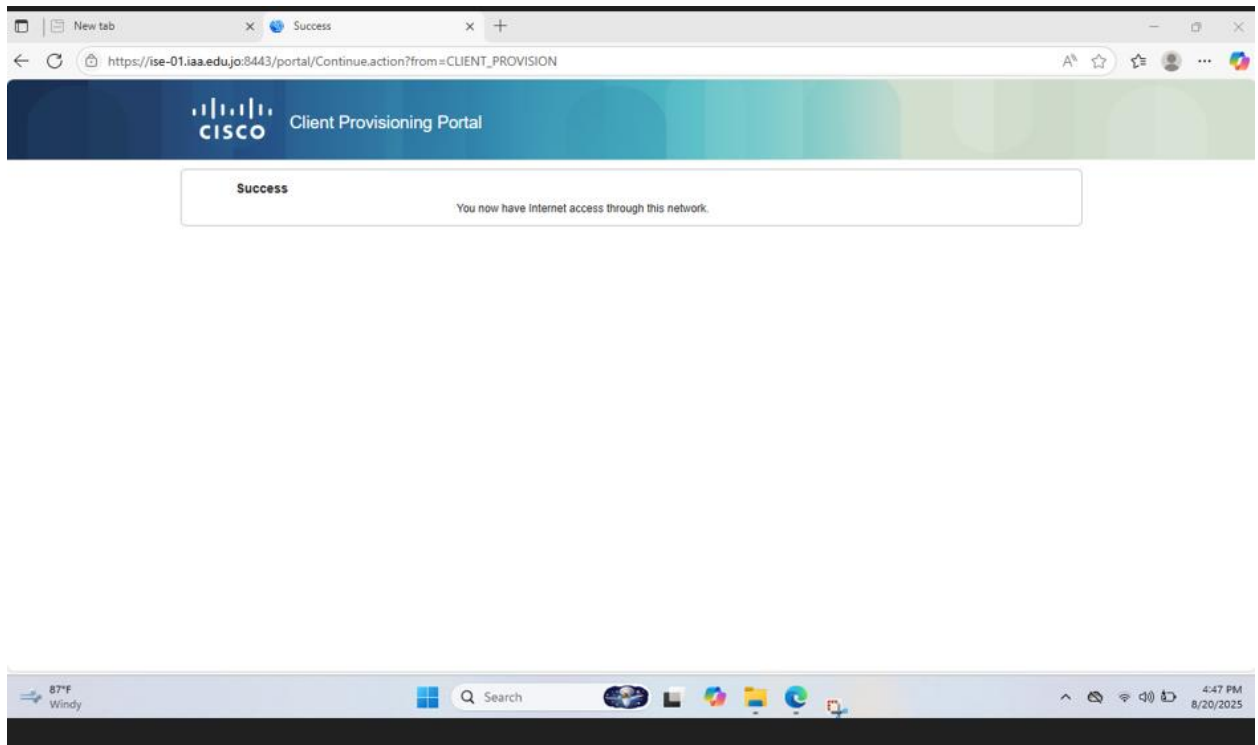 New tab
Success
https://ise-01.iaa.edu.jo:8443/portal/Continue.action?from=CLIENT_PROVISION
CISCO Client Provisioning Portal
Success
You now have Internet access through this network.
87°F
Windy
Search
4:47 PM
8/20/2025